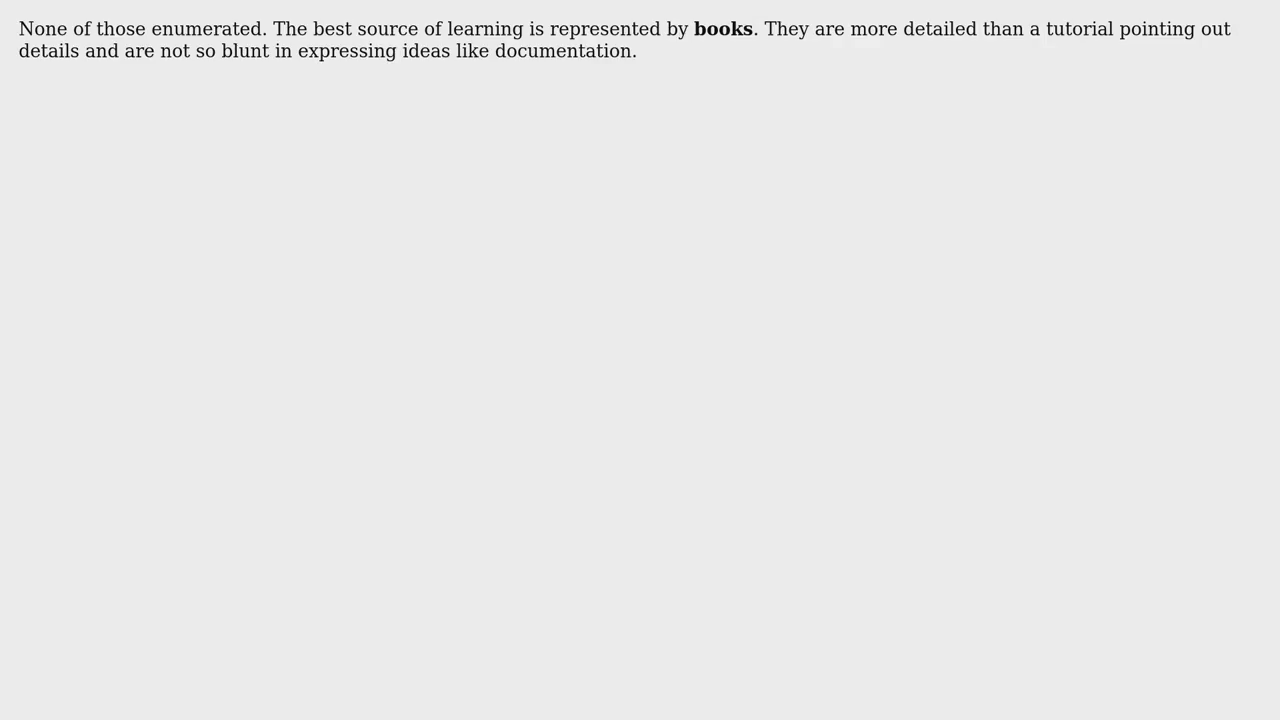 None of those enumerated. The best source of learning is represented by books. They are more detailed than a tutorial pointing out
details and are not so blunt in expressing ideas like documentation.